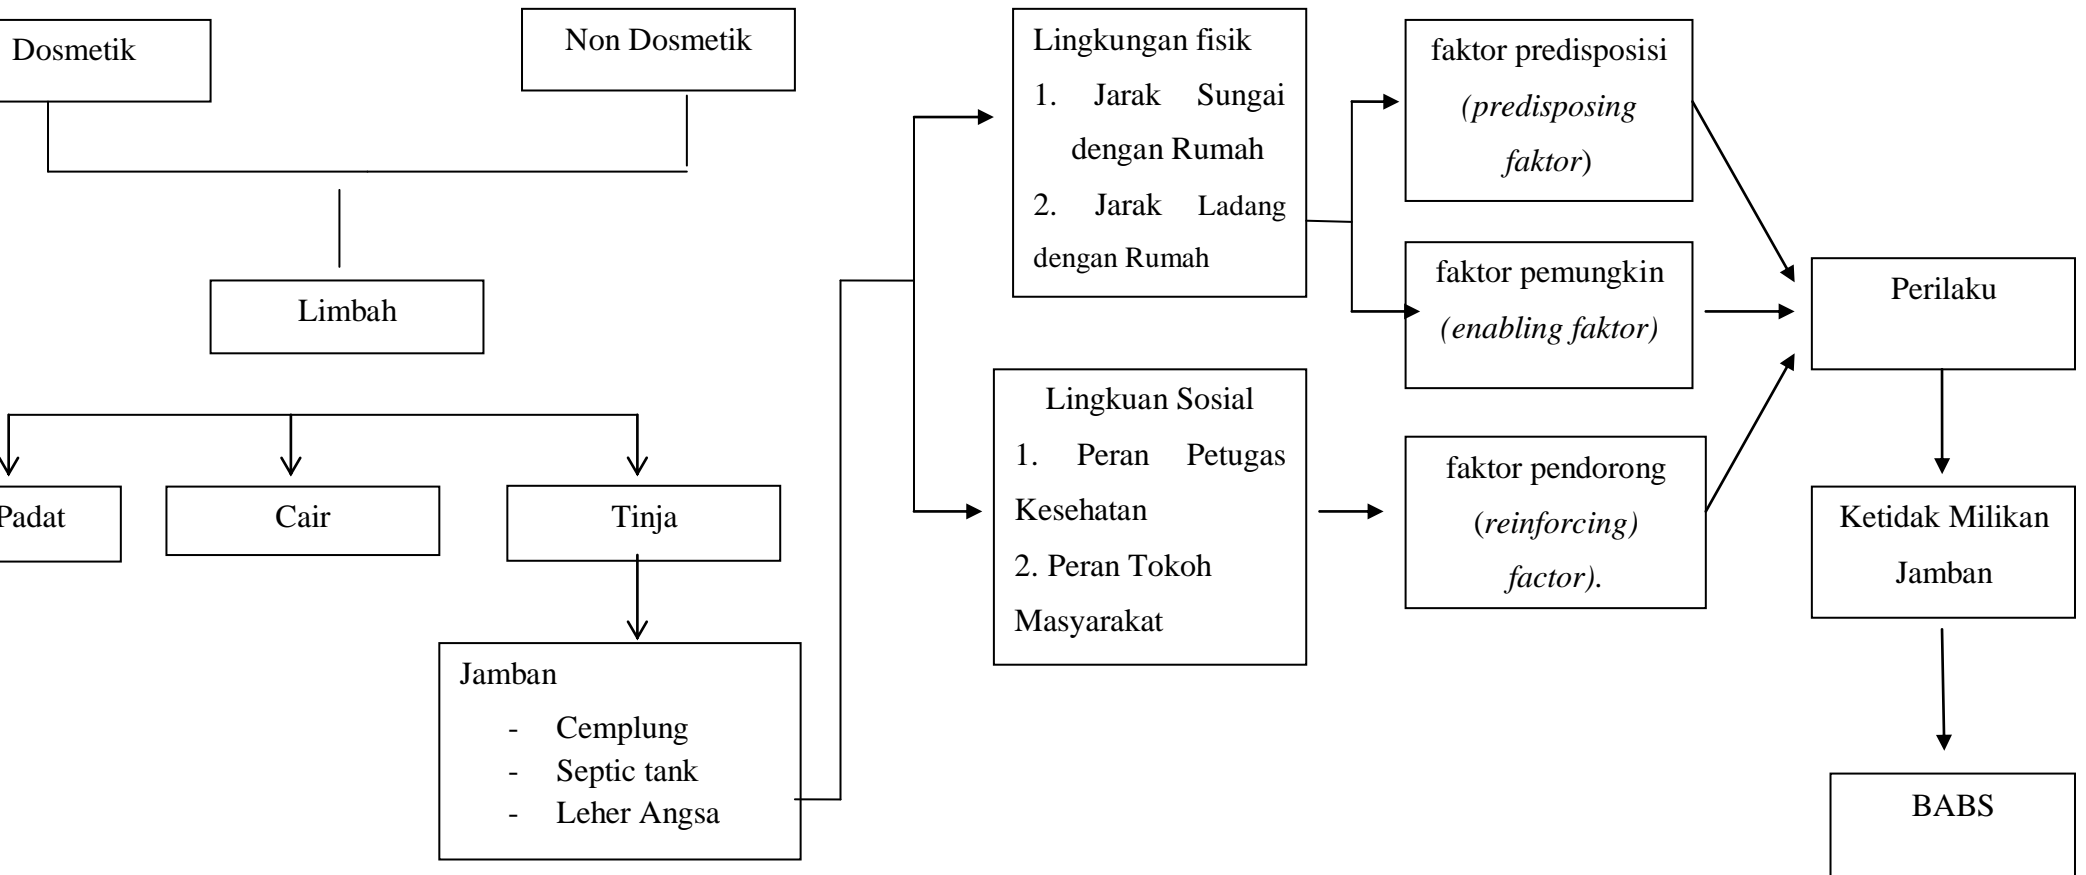 Dosmetik
Non Dosmetik
Limbah
Padat
Cair
Tinja
Jamban
- Cemplung
- Septic tank
- Leher Angsa
Lingkungan fisik
1. Jarak Sungai
dengan Rumah
2. Jarak Ladang
dengan Rumah
Lingkuan Sosial
1. Peran Petugas
Kesehatan
2. Peran Tokoh
Masyarakat
faktor predisposisi
(predisposing
faktor)
faktor pemungkin
(enabling faktor)
faktor pendorong
(reinforcing)
factor).
Perilaku
Ketidak Milikan
Jamban
BABS